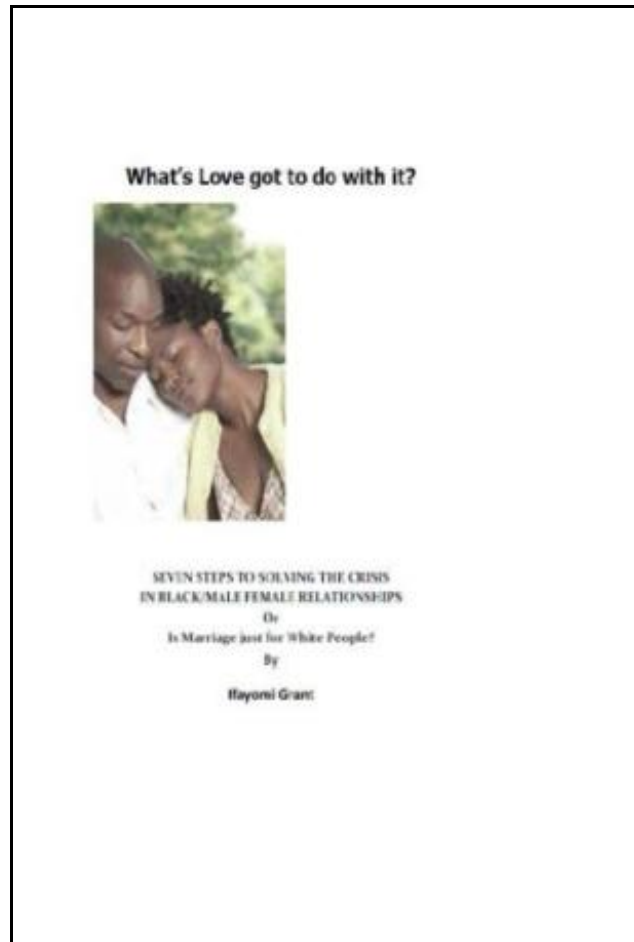 What's Love got to do with it?
SEVEN STEPS TO SOLVING THE CRISIS
IN BLACK/MALE FEMALE RELATIONSHIPS
Or
Is Marriage just for White People?
By
Ifayomi Grant